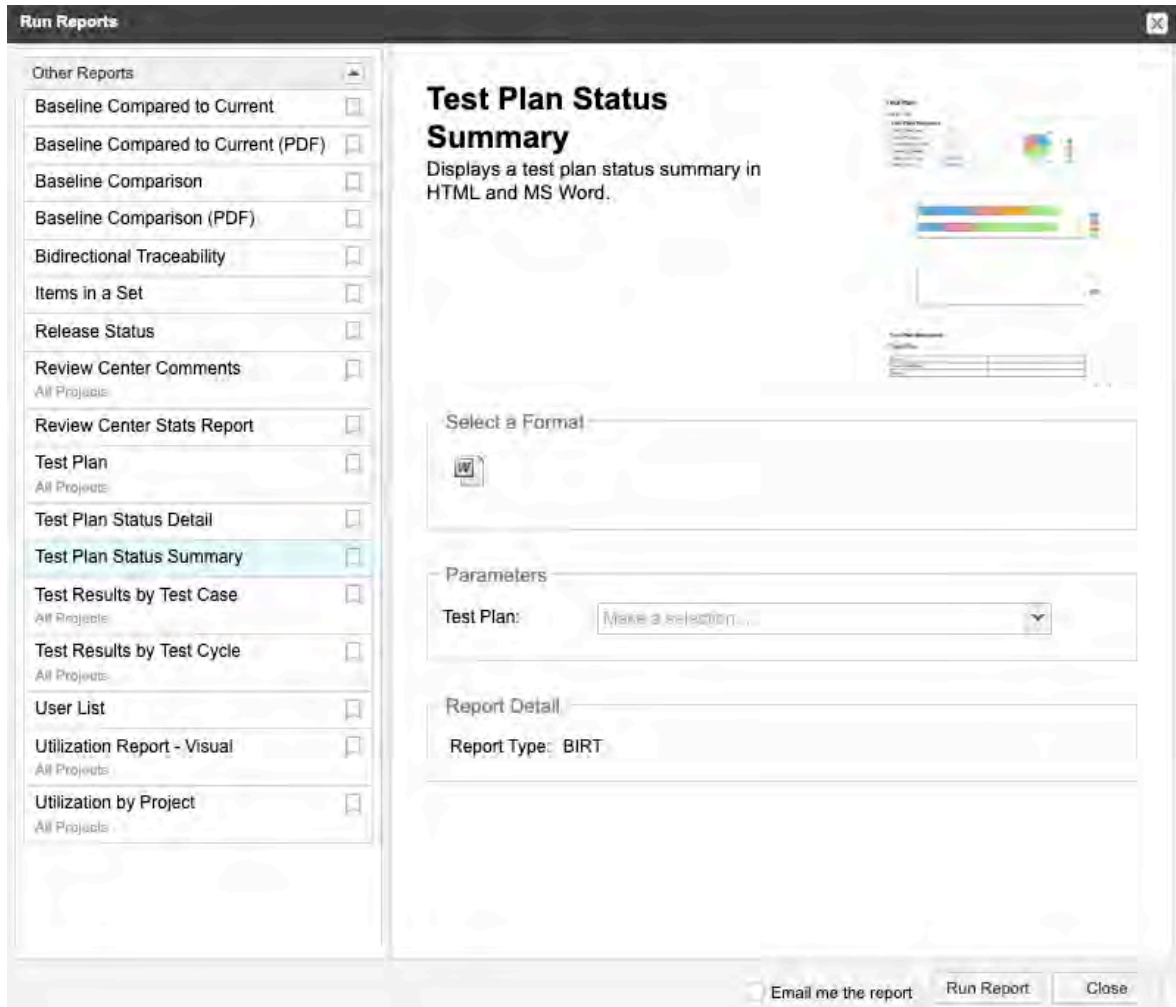 Run Reports
Other Reports
Baseline Compared to Current
Baseline Compared to Current (PDF)
Baseline Comparison
Baseline Comparison (PDF)
Bidirectional Traceability
Items in a Set
Release Status
Review Center Comments
All Projects
Review Center Stats Report
Test Plan
All Projects
Test Plan Status Detail
Test Plan Status Summary
Test Results by Test Case
All Projects
Test Results by Test Cycle
All Projects
User List
Utilization Report - Visual
All Projects
Utilization by Project
All Projects
Test Plan Status
Summary
Displays a test plan status summary in
HTML and MS Word.
Select a Format
Parameters
Test Plan: Make a selection...
Report Detail
Report Type: BIRT
Email me the report Run Report Close